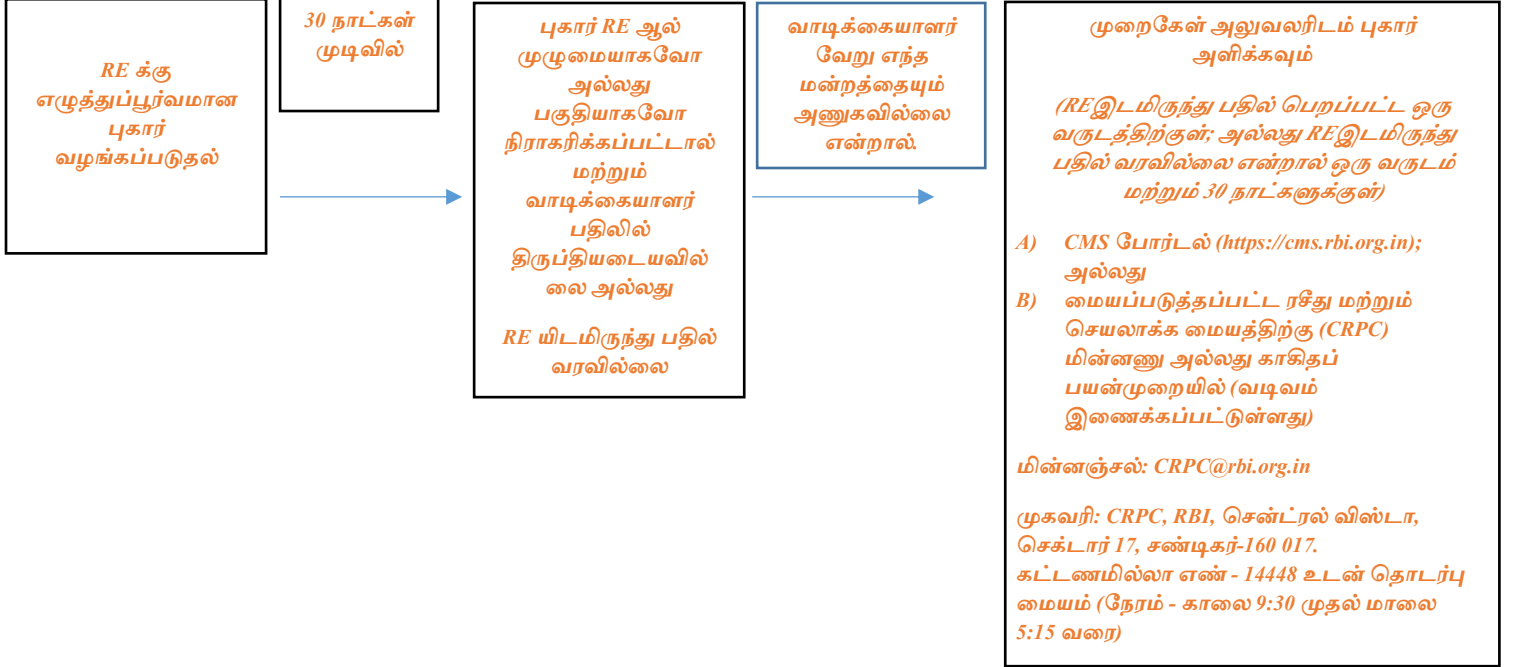 RE க்கு
எழுத்துப்பூர்வமான
புகார்
வழங்கப்படுதல்
30 நாட்கள்
முடிவில்
புகார் RE ஆல்
முழுமையாகவோ
அல்லது
பகுதியாகவோ
நிராகரிக்கப்பட்டால்
மற்றும்
வாடிக்கையாளர்
பதிலில்
திருப்தியடையவில்
லை அல்லது
RE யிடமிருந்து பதில்
வரவில்லை
வாடிக்கையாளர்
வேறு எந்த
மன்றத்தையும்
அணுகவில்லை
என்றால்.
முறைகேள் அலுவலரிடம் புகார்
அளிக்கவும்
(REஇடமிருந்து பதில் பெறப்பட்ட ஒரு
வருடத்திற்குள்; அல்லது REஇடமிருந்து
பதில் வரவில்லை என்றால் ஒரு வருடம்
மற்றும் 30 நாட்களுக்குள்)
A) CMS போர்டல் (https://cms.rbi.org.in);
அல்லது
B) மையப்படுத்தப்பட்ட ரசீது மற்றும்
செயலாக்க மையத்திற்கு (CRPC)
மின்னணு அல்லது காகிதப்
பயன்முறையில் (வடிவம்
இணைக்கப்பட்டுள்ளது)
மின்னஞ்சல்: CRPC@rbi.org.in
முகவரி: CRPC, RBI, சென்ட்ரல் விஸ்டா,
செக்டார் 17, சண்டிகர்-160 017.
கட்டணமில்லா எண் - 14448 உடன் தொடர்பு
மையம் (நேரம் - காலை 9:30 முதல் மாலை
5:15 வரை)